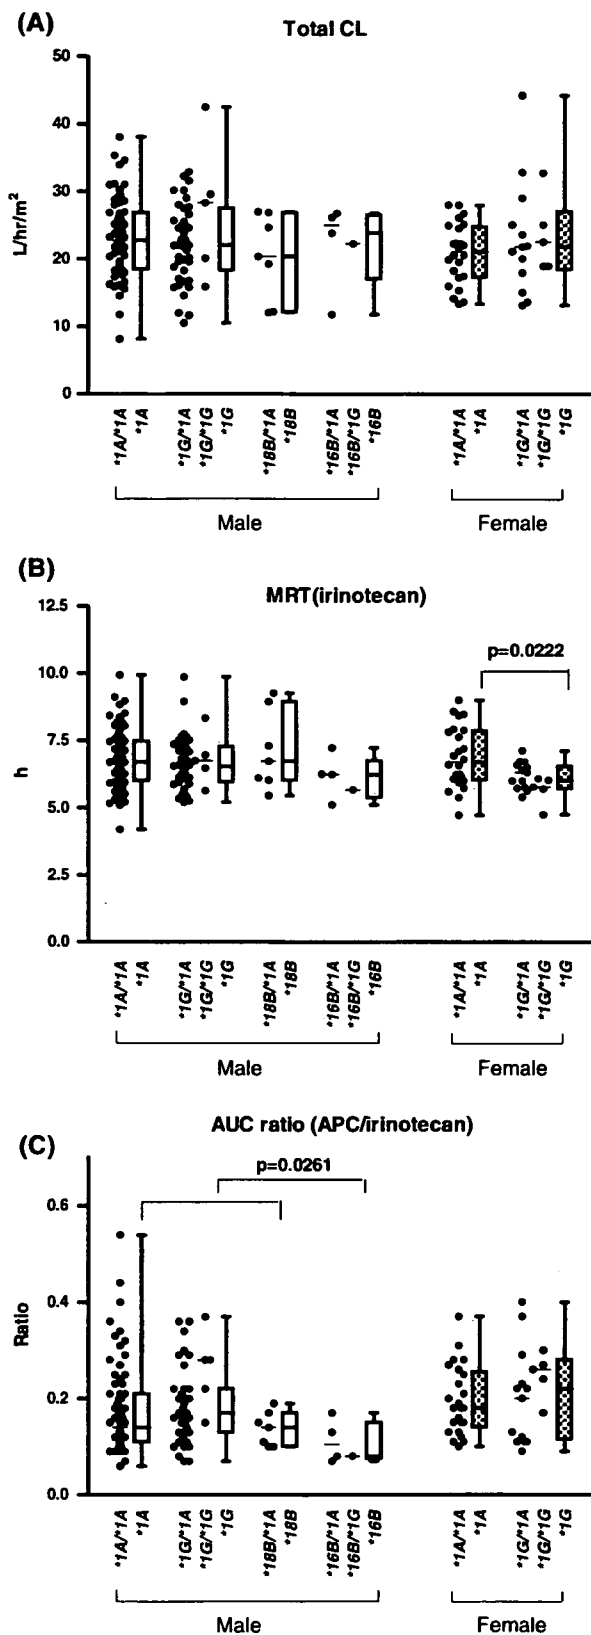 (A)
Total CL
50
40
30
20
10
0
L/hr/m²
*1A/*1A
*1A
*1G/*1A
*1G/*1G
*1G
*18B/*1A
*18B
*16B/*1A
*16B/*1G
*16B
*1A/*1A
*1A
*1G/*1A
*1G/*1G
*1G
Male
Female
(B)
MRT(irinotecan)
12.5
10.0
7.5
5.0
2.5
0.0
h
p=0.0222
*1A/*1A
*1A
*1G/*1A
*1G/*1G
*1G
*18B/*1A
*18B
*16B/*1A
*16B/*1G
*16B
*1A/*1A
*1A
*1G/*1A
*1G/*1G
*1G
Male
Female
(C)
AUC ratio (APC/irinotecan)
p=0.0261
0.6
0.4
0.2
0.0
Ratio
*1A/*1A
*1A
*1G/*1A
*1G/*1G
*1G
*18B/*1A
*18B
*16B/*1A
*16B/*1G
*16B
*1A/*1A
*1A
*1G/*1A
*1G/*1G
*1G
Male
Female